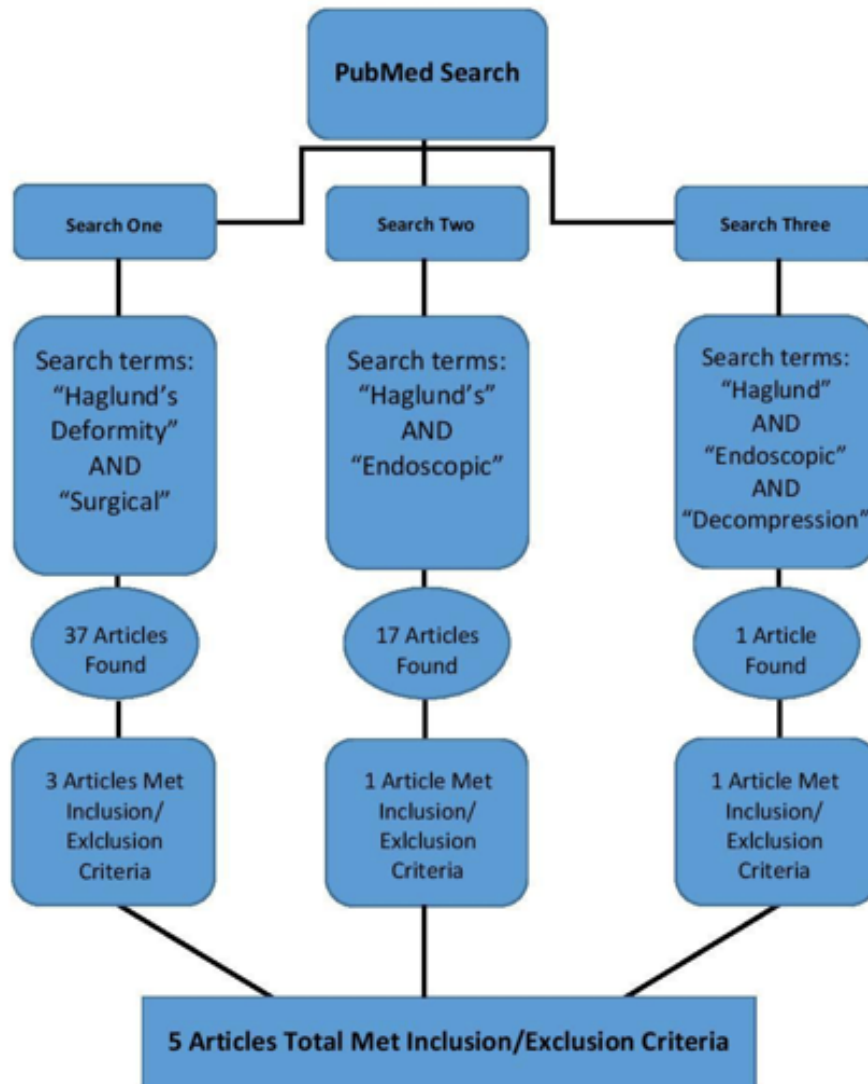 PubMed Search
Search One
Search Two
Search Three
Search terms:
“Haglund’s
Deformity”
AND
“Surgical”
Search terms:
“Haglund’s”
AND
“Endoscopic”
Search terms:
“Haglund”
AND
“Endoscopic”
AND
“Decompression”
37 Articles
Found
17 Articles
Found
1 Article
Found
3 Articles Met
Inclusion/
Exlclusion
Criteria
1 Article Met
Inclusion/
Exlclusion
Criteria
1 Article Met
Inclusion/
Exlclusion
Criteria
5 Articles Total Met Inclusion/Exclusion Criteria